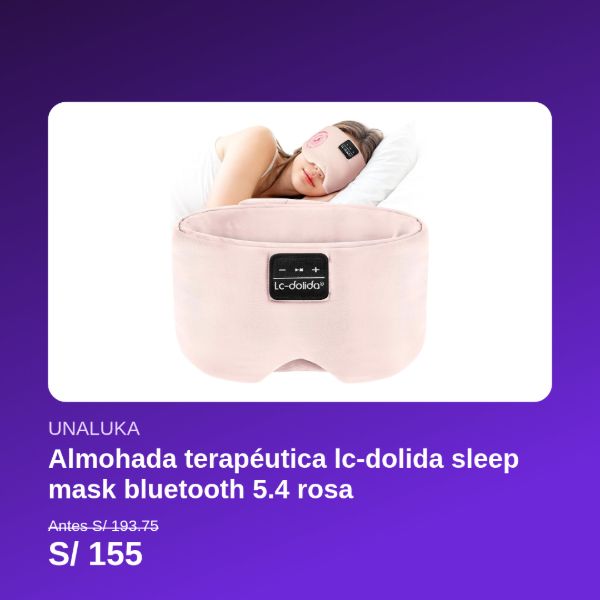 Lc-dolida
UNALUKA
Almohada terapéutica lc-dolida sleep
mask bluetooth 5.4 rosa
Antes S/ 193.75
S/ 155